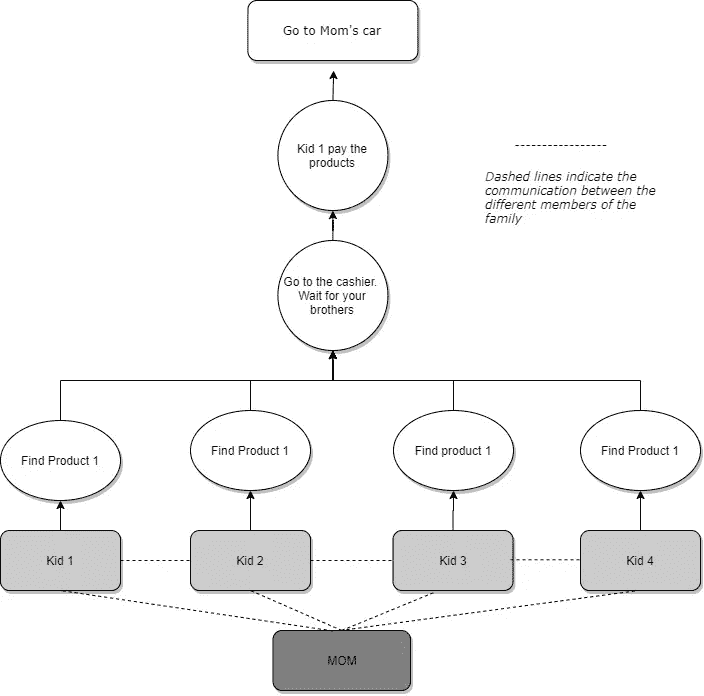 Go to Mom's car
Kid 1 pay the
products
Dashed lines indicate the
communication between the
different members of the
family
Go to the cashier.
Wait for your
brothers
Find Product 1
Find Product 1
Find product 1
Find Product 1
Kid 1
Kid 2
Kid 3
Kid 4
MOM